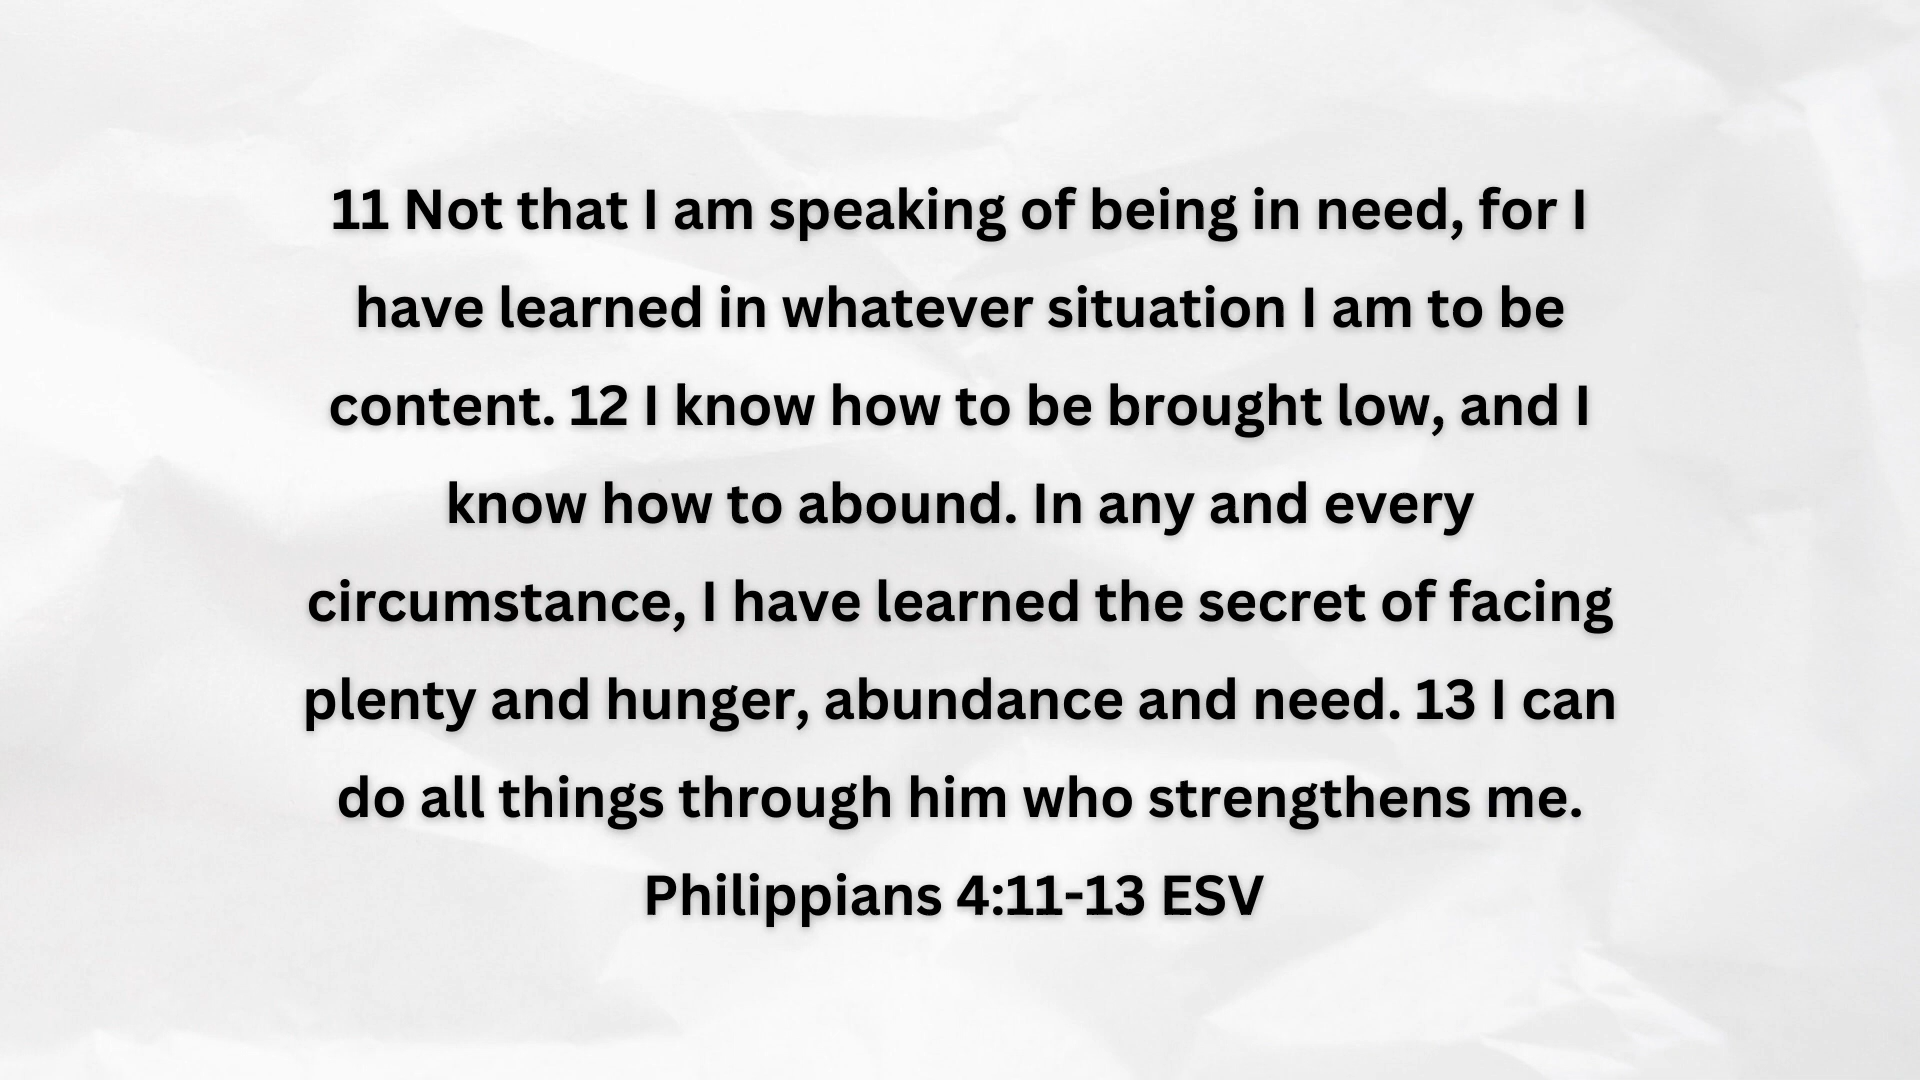 11 Not that I am speaking of being in need, for I
have learned in whatever situation I am to be
content. 12 I know how to be brought low, and I
know how to abound. In any and every
circumstance, I have learned the secret of facing
plenty and hunger, abundance and need. 13 I can
do all things through him who strengthens me.
Philippians 4:11-13 ESV